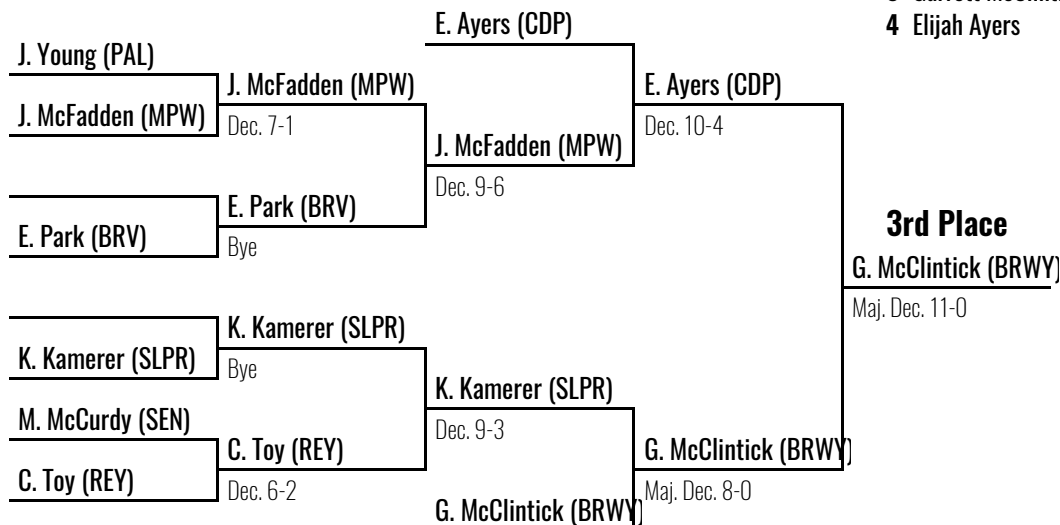 4 Elijah Ayers
J. Young (PAL)
J. McFadden (MPW)
E. Park (BRV)
K. Kamerer (SLPR)
M. McCurdy (SEN)
C. Toy (REY)
J. McFadden (MPW)
Dec. 7-1
E. Park (BRV)
Bye
K. Kamerer (SLPR)
Bye
C. Toy (REY)
Dec. 6-2
E. Ayers (CDP)
J. McFadden (MPW)
Dec. 9-6
K. Kamerer (SLPR)
Dec. 9-3
G. McClintick (BRWY)
E. Ayers (CDP)
Dec. 10-4
G. McClintick (BRWY)
Maj. Dec. 8-0
3rd Place
G. McClintick (BRWY)
Maj. Dec. 11-0